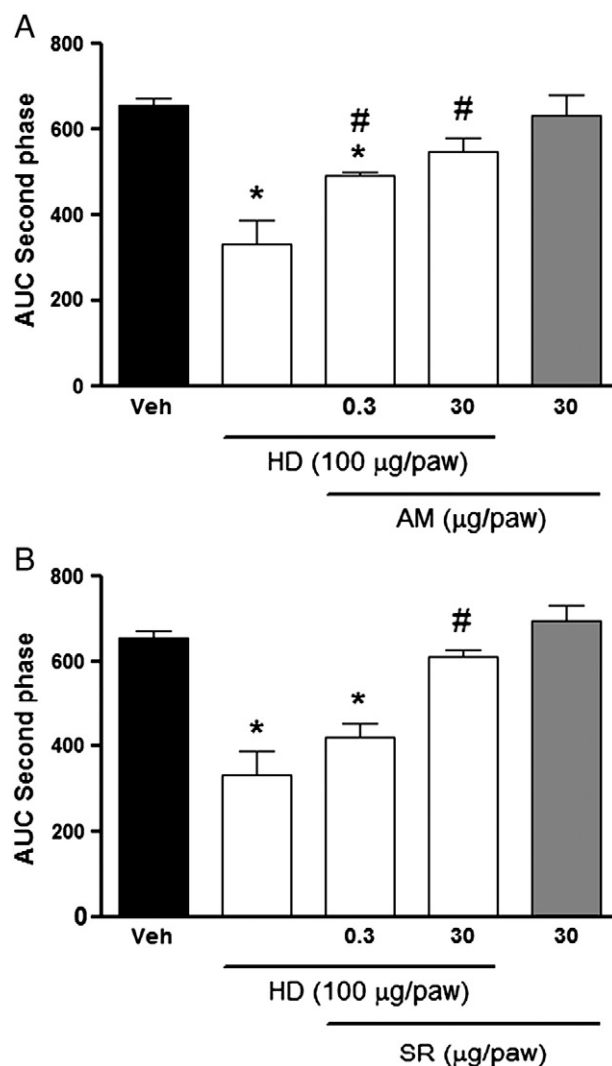 A
800
600
400
200
0
AUC Second phase
*
#
*
#
Veh 0.3 30 30
HD (100 μg/paw)
AM (μg/paw)
B
800
600
400
200
0
AUC Second phase
*
*
#
Veh 0.3 30 30
HD (100 μg/paw)
SR (μg/paw)